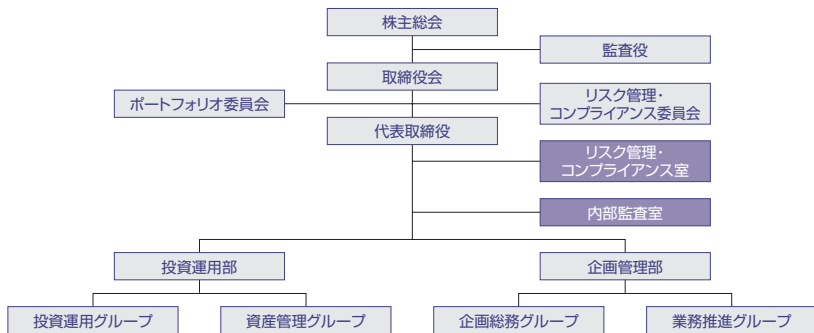 株主総会
監査役
取締役会
ポートフォリオ委員会
リスク管理・
コンプライアンス委員会
代表取締役
リスク管理・
コンプライアンス室
内部監査室
投資運用部
企画管理部
投資運用グループ
資産管理グループ
企画総務グループ
業務推進グループ